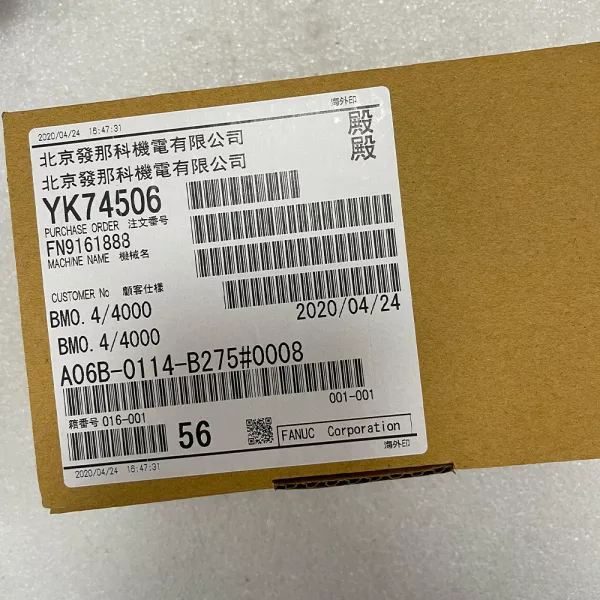 2020/04/24 16:47:31
海外印
北京發那科機電有限公司 殿
北京發那科機電有限公司 殿
YK74506
PURCHASE ORDER 注文番号
FN9161888
MACHINE NAME 機械名
CUSTOMER No 顧客仕様
BM0. 4/4000
2020/04/24
BM0. 4/4000
A06B-0114-B275#0008
箱番号 016-001
001-001
56
FANUC Corporation
2020/04/24 16:47:31
海外印